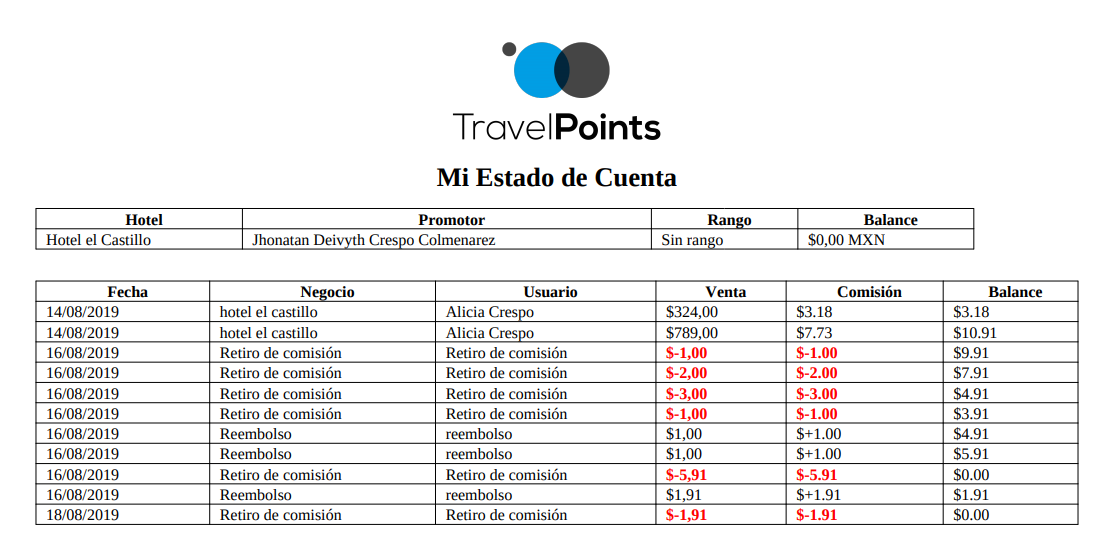 TravelPoints
Mi Estado de Cuenta
Hotel Promotor Rango Balance
Hotel el Castillo Jhonatan Deivyth Crespo Colmenarez Sin rango $0,00 MXN
Fecha Negocio Usuario Venta Comisión Balance
14/08/2019 hotel el castillo Alicia Crespo $324,00 $3.18 $3.18
14/08/2019 hotel el castillo Alicia Crespo $789,00 $7.73 $10.91
16/08/2019 Retiro de comisión Retiro de comisión $-1,00 $-1.00 $9.91
16/08/2019 Retiro de comisión Retiro de comisión $-2,00 $-2.00 $7.91
16/08/2019 Retiro de comisión Retiro de comisión $-3,00 $-3.00 $4.91
16/08/2019 Retiro de comisión Retiro de comisión $-1,00 $-1.00 $3.91
16/08/2019 Reembolso reembolso $1,00 $+1.00 $4.91
16/08/2019 Reembolso reembolso $1,00 $+1.00 $5.91
16/08/2019 Retiro de comisión Retiro de comisión $-5,91 $-5.91 $0.00
16/08/2019 Reembolso reembolso $1,91 $+1.91 $1.91
18/08/2019 Retiro de comisión Retiro de comisión $-1,91 $-1.91 $0.00